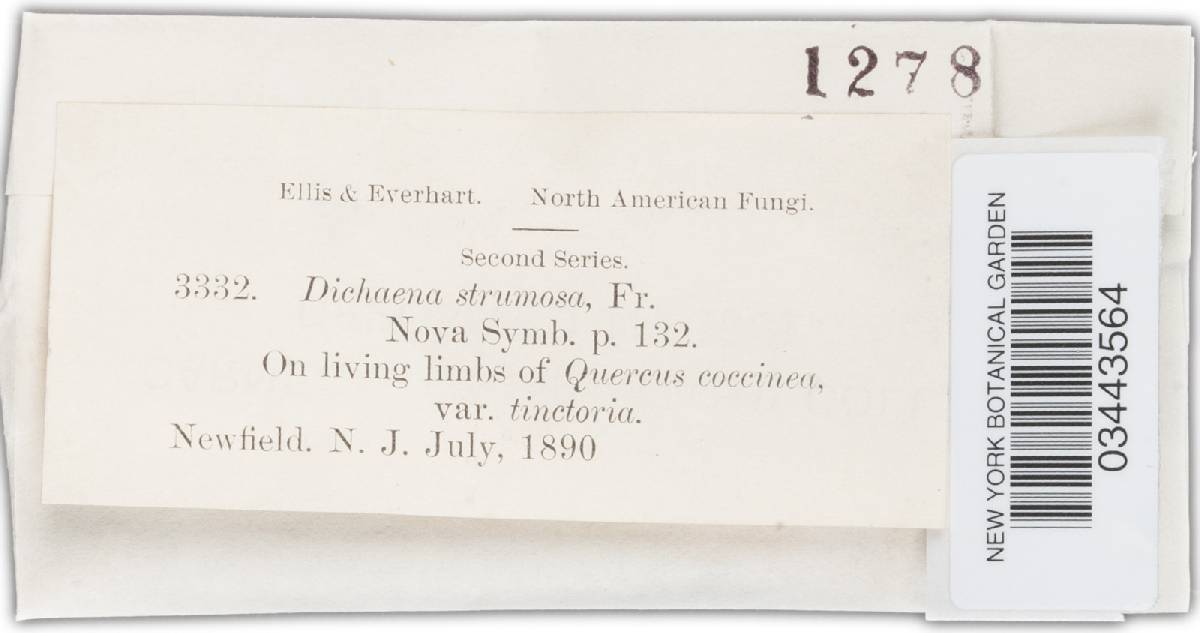 1278
Ellis & Everhart. North American Fungi.
Second Series.
3332. Dichaena strumosa, Fr.
Nova Symb. p. 132.
On living limbs of Quercus coccinea,
var. tinctoria.
Newfield. N. J. July, 1890
NEW YORK BOTANICAL GARDEN
03443564